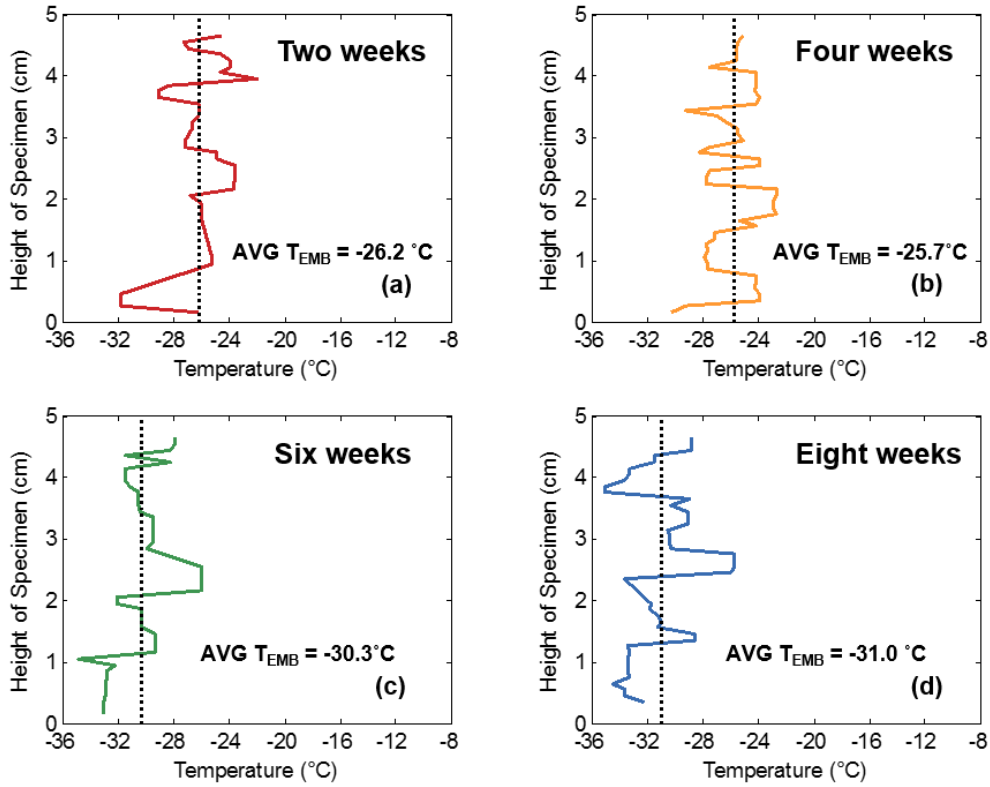 5
4
3
2
1
0
Height of Specimen (cm)
Two weeks
AVG T_EMB = -26.2 ˚C
(a)
-36 -32 -28 -24 -20 -16 -12 -8
Temperature (°C)
5
4
3
2
1
0
Height of Specimen (cm)
Four weeks
AVG T_EMB = -25.7˚C
(b)
-36 -32 -28 -24 -20 -16 -12 -8
Temperature (°C)
5
4
3
2
1
0
Height of Specimen (cm)
Six weeks
AVG T_EMB = -30.3˚C
(c)
-36 -32 -28 -24 -20 -16 -12 -8
Temperature (°C)
5
4
3
2
1
0
Height of Specimen (cm)
Eight weeks
AVG T_EMB = -31.0 ˚C
(d)
-36 -32 -28 -24 -20 -16 -12 -8
Temperature (°C)